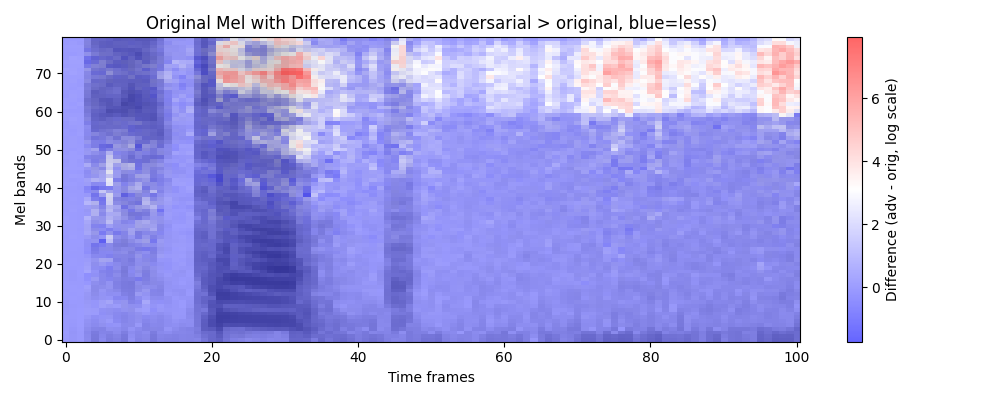 Original Mel with Differences (red=adversarial > original, blue=less)
Mel bands
70
60
50
40
30
20
10
0
0 20 40 60 80 100
Time frames
6
4
2
0
Difference (adv - orig, log scale)